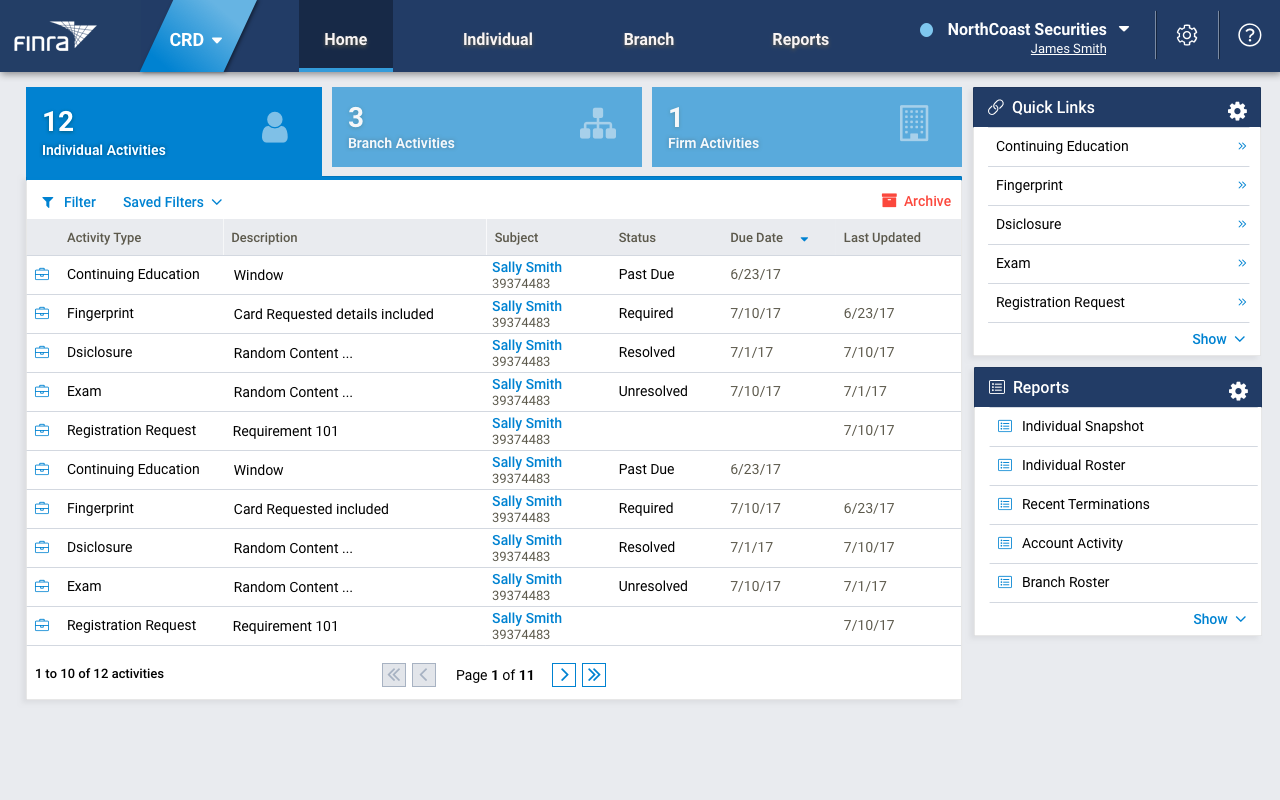 finra
CRD
Home
Individual
Branch
Reports
NorthCoast Securities
James Smith
12
Individual Activities
3
Branch Activities
1
Firm Activities
Filter
Saved Filters
Archive
Activity Type Description Subject Status Due Date Last Updated
Continuing Education Window Sally Smith Past Due 6/23/17
39374483
Fingerprint Card Requested details included Sally Smith Required 7/10/17 6/23/17
39374483
Dsiclosure Random Content ... Sally Smith Resolved 7/1/17 7/10/17
39374483
Exam Random Content ... Sally Smith Unresolved 7/10/17 7/1/17
39374483
Registration Request Requirement 101 Sally Smith 7/10/17
39374483
Continuing Education Window Sally Smith Past Due 6/23/17
39374483
Fingerprint Card Requested included Sally Smith Required 7/10/17 6/23/17
39374483
Dsiclosure Random Content ... Sally Smith Resolved 7/1/17 7/10/17
39374483
Exam Random Content ... Sally Smith Unresolved 7/10/17 7/1/17
39374483
Registration Request Requirement 101 Sally Smith 7/10/17
39374483
1 to 10 of 12 activities
Page 1 of 11
Quick Links
Continuing Education
Fingerprint
Dsiclosure
Exam
Registration Request
Show
Reports
Individual Snapshot
Individual Roster
Recent Terminations
Account Activity
Branch Roster
Show